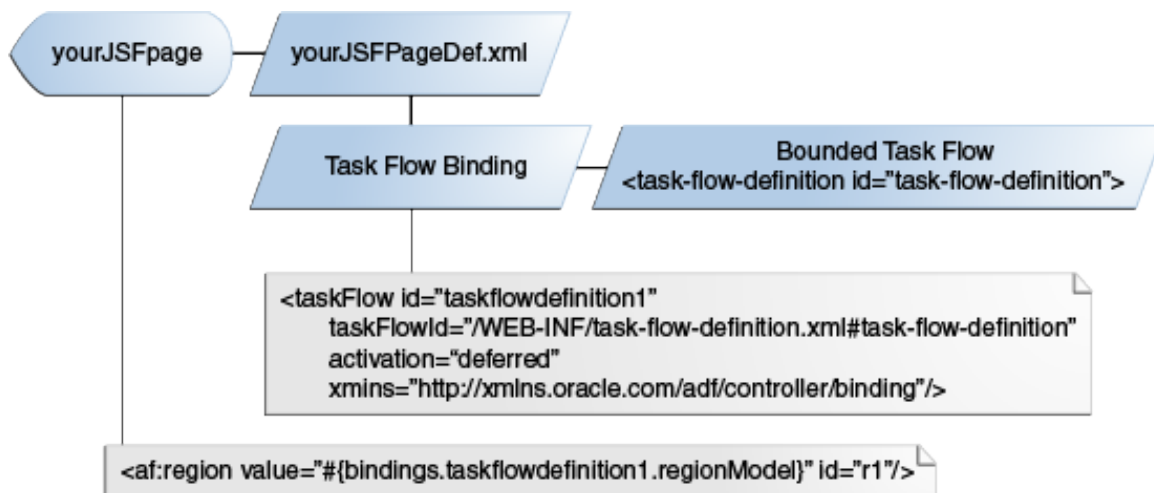 yourJSFpage
yourJSFPageDef.xml
Task Flow Binding
Bounded Task Flow
<task-flow-definition id="task-flow-definition”>
<taskFlow id=”taskflowdefinition1”
taskFlowId=”/WEB-INF/task-flow-definition.xml#task-flow-definition”
activation=“deferred”
xmins=”http://xmlns.oracle.com/adf/controller/binding”/>
<af:region value=”#{bindings.taskflowdefinition1.regionModel}” id=”r1”/>